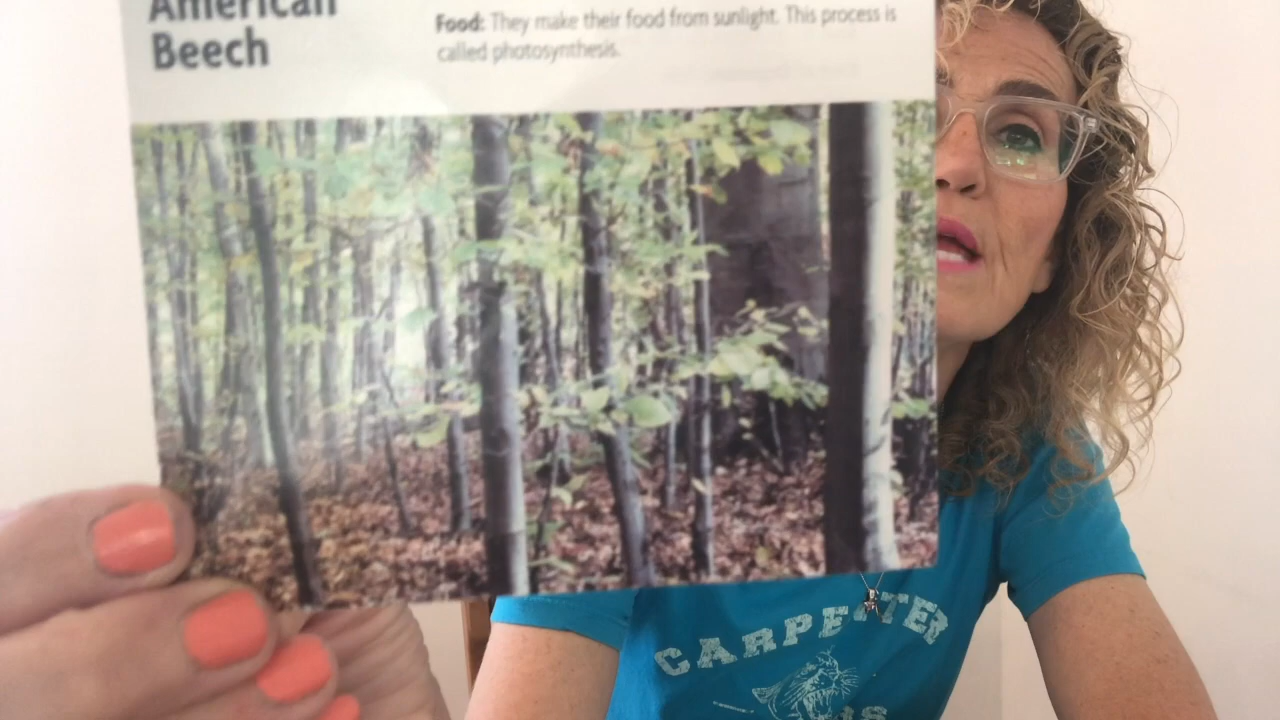 American
Beech
Food: They make their food from sunlight. This process is
called photosynthesis.
CARPENTER